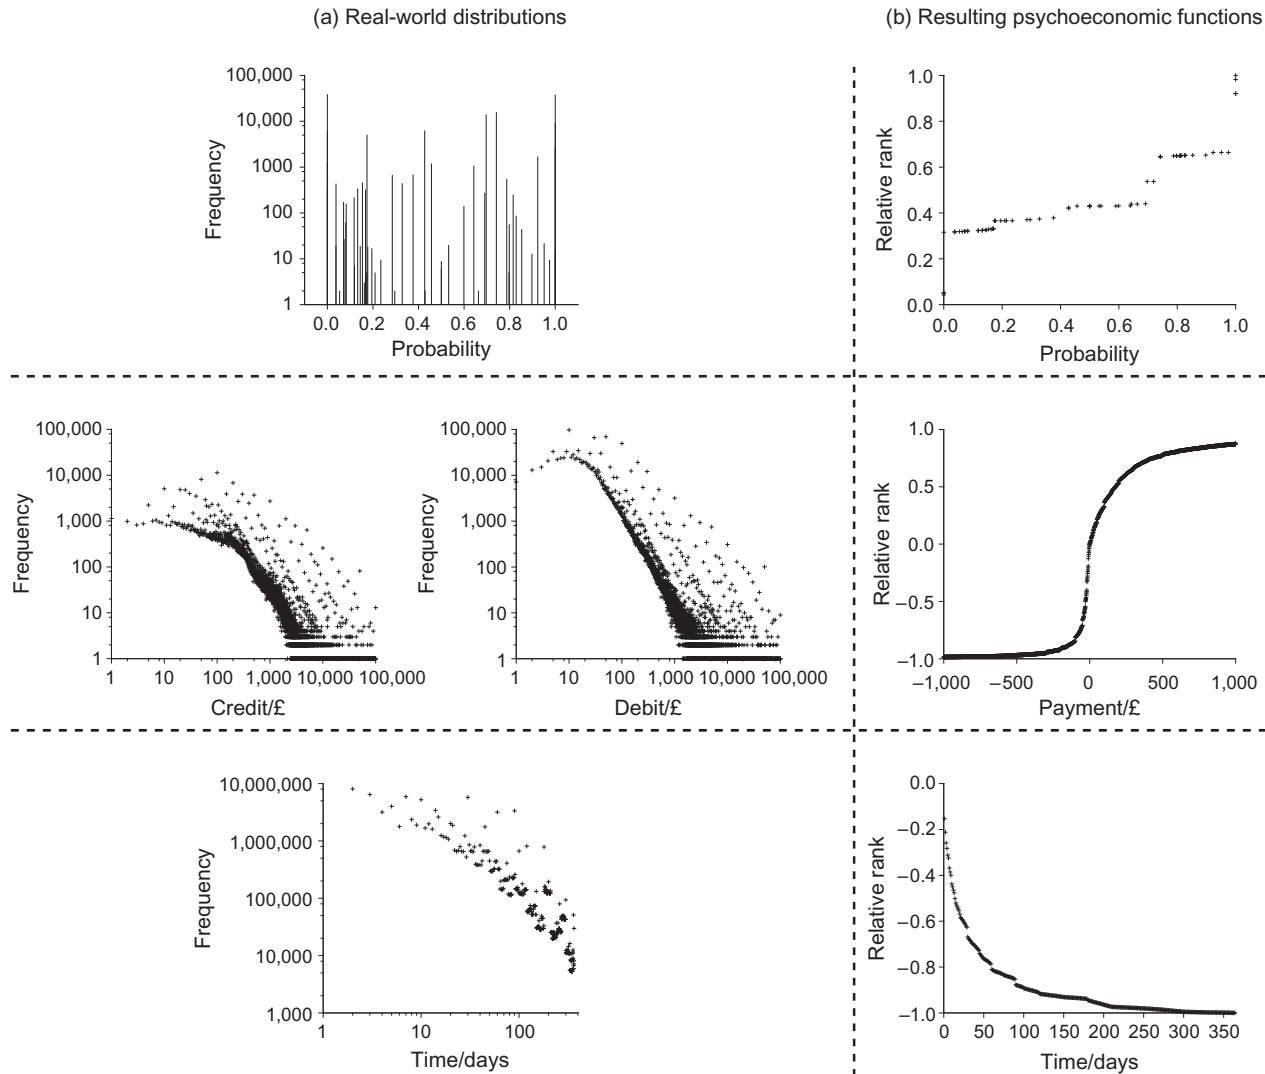 (a) Real-world distributions
(b) Resulting psychoeconomic functions
Frequency
100,000
10,000
1000
100
10
1
0.0 0.2 0.4 0.6 0.8 1.0
Probability
Relative rank
1.0
0.8
0.6
0.4
0.2
0.0
0.0 0.2 0.4 0.6 0.8 1.0
Probability
Frequency
100,000
10,000
1,000
100
10
1
1 10 100 1,000 10,000 100,000
Credit/£
Frequency
100,000
10,000
1,000
100
10
1
1 10 100 1,000 10,000 100,000
Debit/£
Relative rank
1.0
0.5
0.0
–0.5
–1.0
–1,000 –500 0 500 1,000
Payment/£
Frequency
10,000,000
1,000,000
100,000
10,000
1,000
1 10 100
Time/days
Relative rank
0.0
–0.2
–0.4
–0.6
–0.8
–1.0
0 50 100 150 200 250 300 350
Time/days